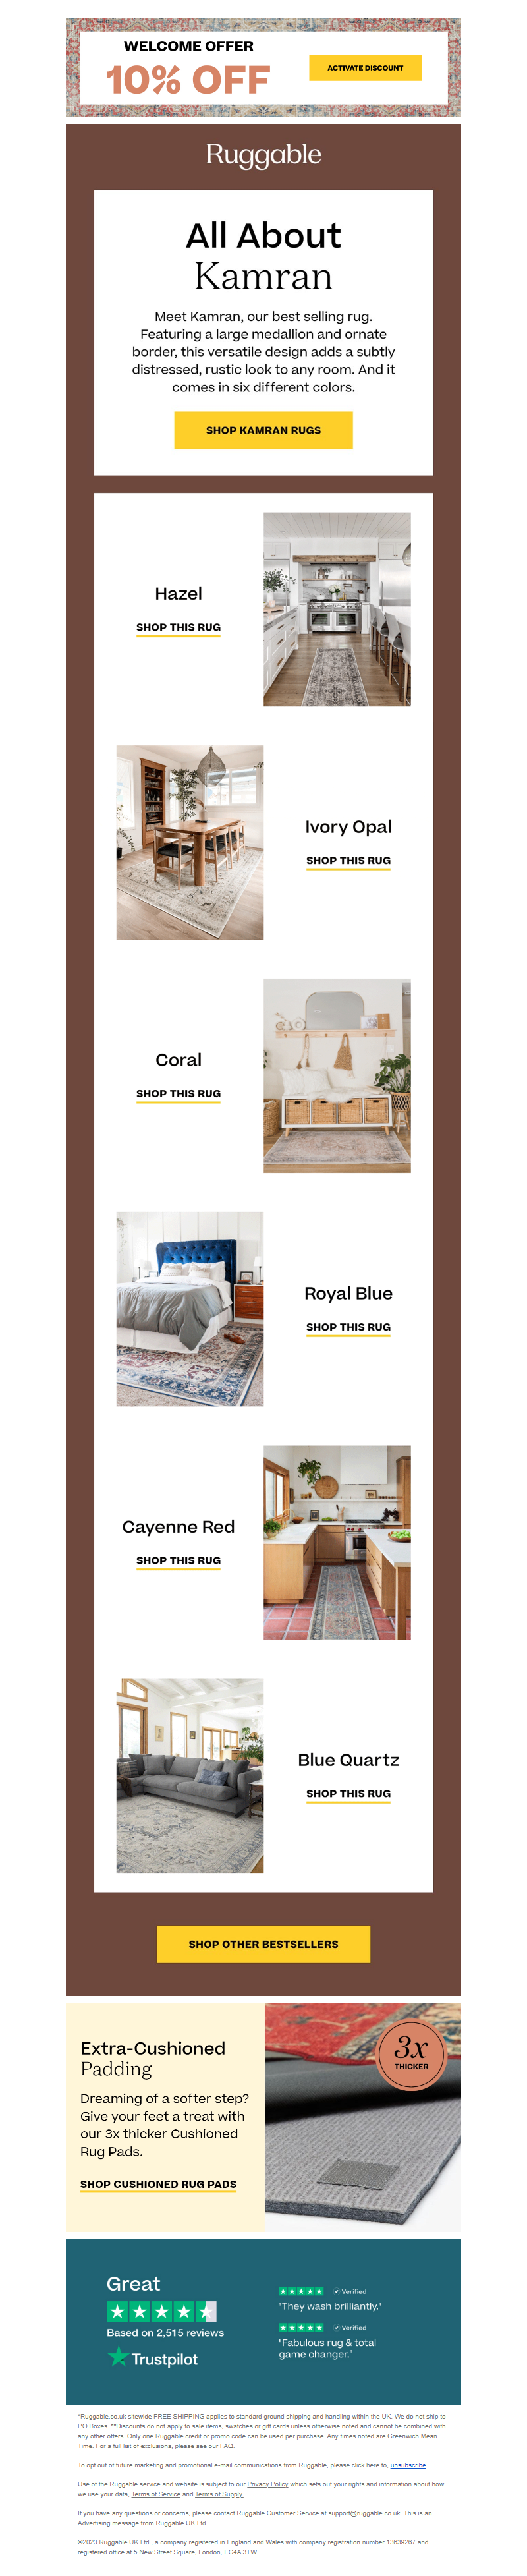 WELCOME OFFER
10% OFF
ACTIVATE DISCOUNT
Ruggable
All About
Kamran
Meet Kamran, our best selling rug.
Featuring a large medallion and ornate
border, this versatile design adds a subtly
distressed, rustic look to any room. And it
comes in six different colors.
SHOP KAMRAN RUGS
Hazel
SHOP THIS RUG
Ivory Opal
SHOP THIS RUG
Coral
SHOP THIS RUG
Royal Blue
SHOP THIS RUG
Cayenne Red
SHOP THIS RUG
Blue Quartz
SHOP THIS RUG
SHOP OTHER BESTSELLERS
Extra-Cushioned
Padding
Dreaming of a softer step?
Give your feet a treat with
our 3x thicker Cushioned
Rug Pads.
SHOP CUSHIONED RUG PADS
3x
THICKER
Great
Based on 2,515 reviews
Trustpilot
Verified
"They wash brilliantly."
Verified
"Fabulous rug & total
game changer."
*Ruggable.co.uk sitewide FREE SHIPPING applies to standard ground shipping and handling within the UK. We do not ship to
PO Boxes. **Discounts do not apply to sale items, swatches or gift cards unless otherwise noted and cannot be combined with
any other offers. Only one Ruggable credit or promo code can be used per purchase. Any times noted are Greenwich Mean
Time. For a full list of exclusions, please see our FAQ.
To opt out of future marketing and promotional e-mail communications from Ruggable, please click here to, unsubscribe
Use of the Ruggable service and website is subject to our Privacy Policy which sets out your rights and information about how
we use your data, Terms of Service and Terms of Supply.
If you have any questions or concerns, please contact Ruggable Customer Service at support@ruggable.co.uk. This is an
Advertising message from Ruggable UK Ltd.
©2023 Ruggable UK Ltd., a company registered in England and Wales with company registration number 13639267 and
registered office at 5 New Street Square, London, EC4A 3TW